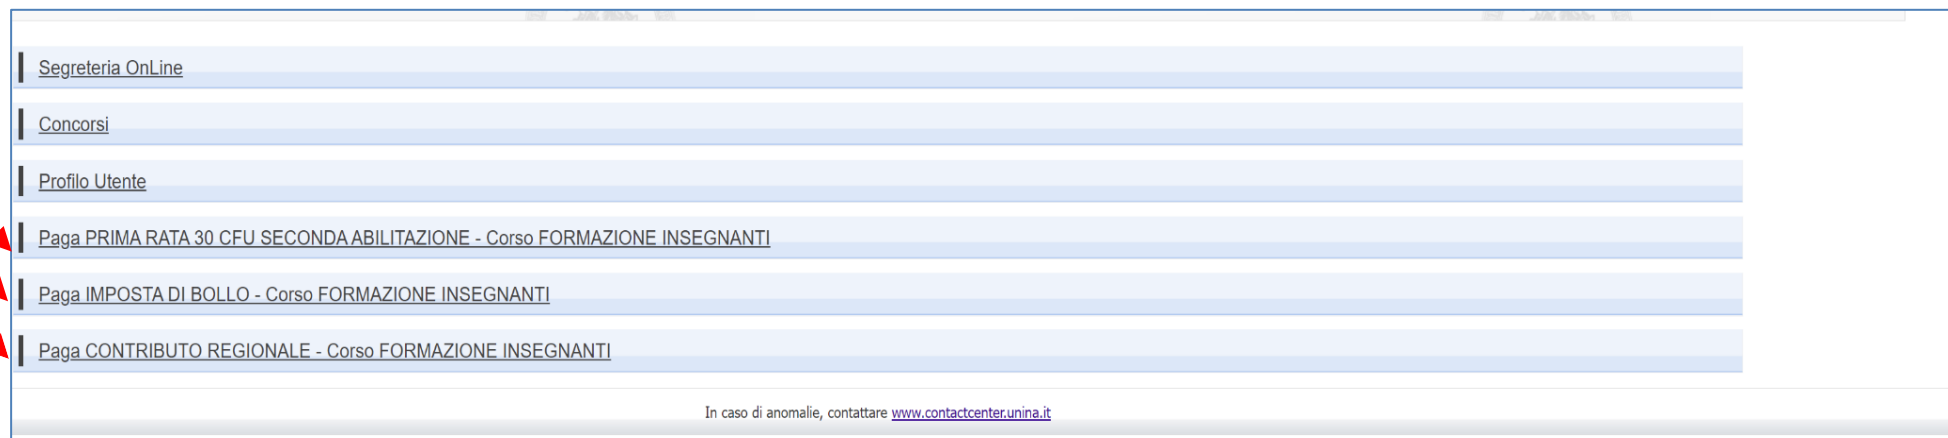 Segreteria OnLine
Concorsi
Profilo Utente
Paga PRIMA RATA 30 CFU SECONDA ABILITAZIONE - Corso FORMAZIONE INSEGNANTI
Paga IMPOSTA DI BOLLO - Corso FORMAZIONE INSEGNANTI
Paga CONTRIBUTO REGIONALE - Corso FORMAZIONE INSEGNANTI
In caso di anomalie, contattare www.contactcenter.unina.it